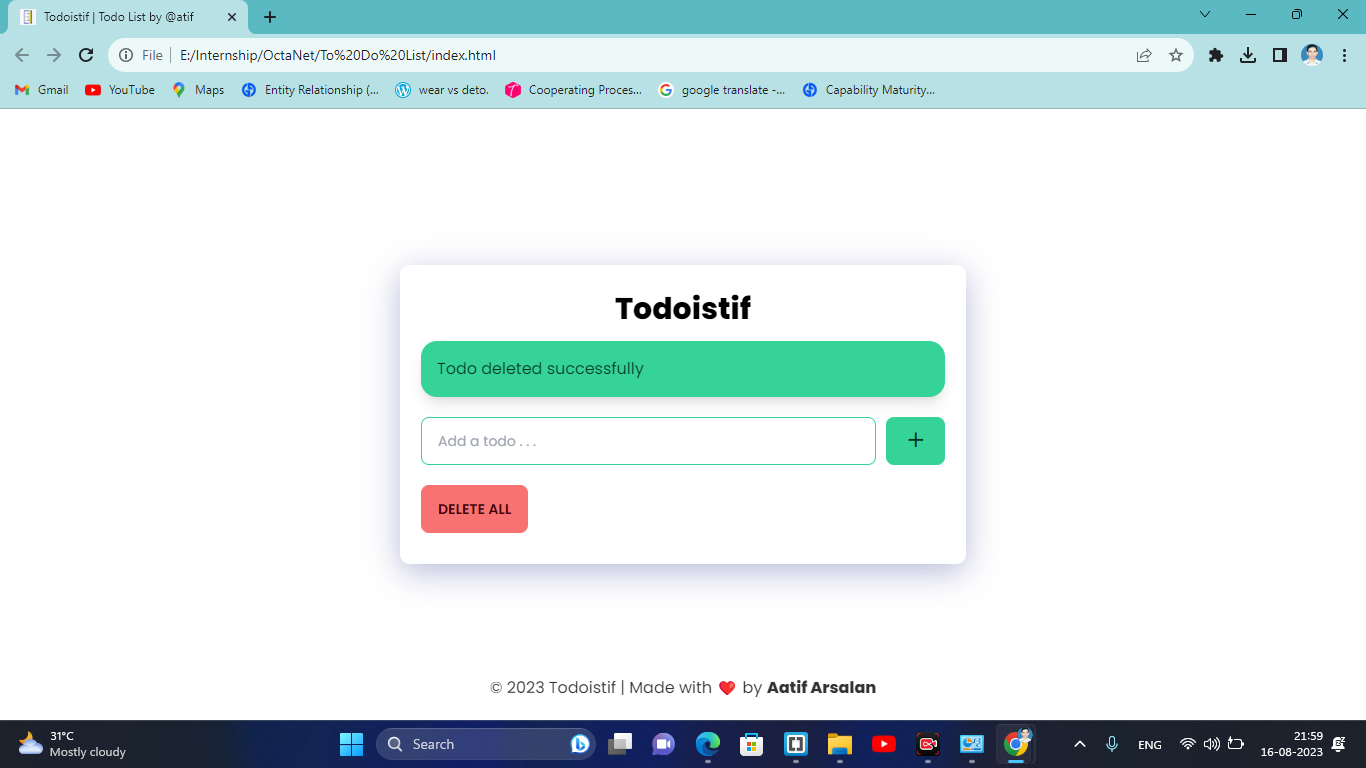 Todoistif | Todo List by @atif
File
E:/Internship/OctaNet/To%20Do%20List/index.html
Gmail
YouTube
Maps
Entity Relationship (...
wear vs deto.
Cooperating Proces...
google translate -...
Capability Maturity...
Todoistif
Todo deleted successfully
Add a todo . . .
DELETE ALL
© 2023 Todoistif | Made with ❤️ by Aatif Arsalan
31°C
Mostly cloudy
Search
ENG
21:59
16-08-2023